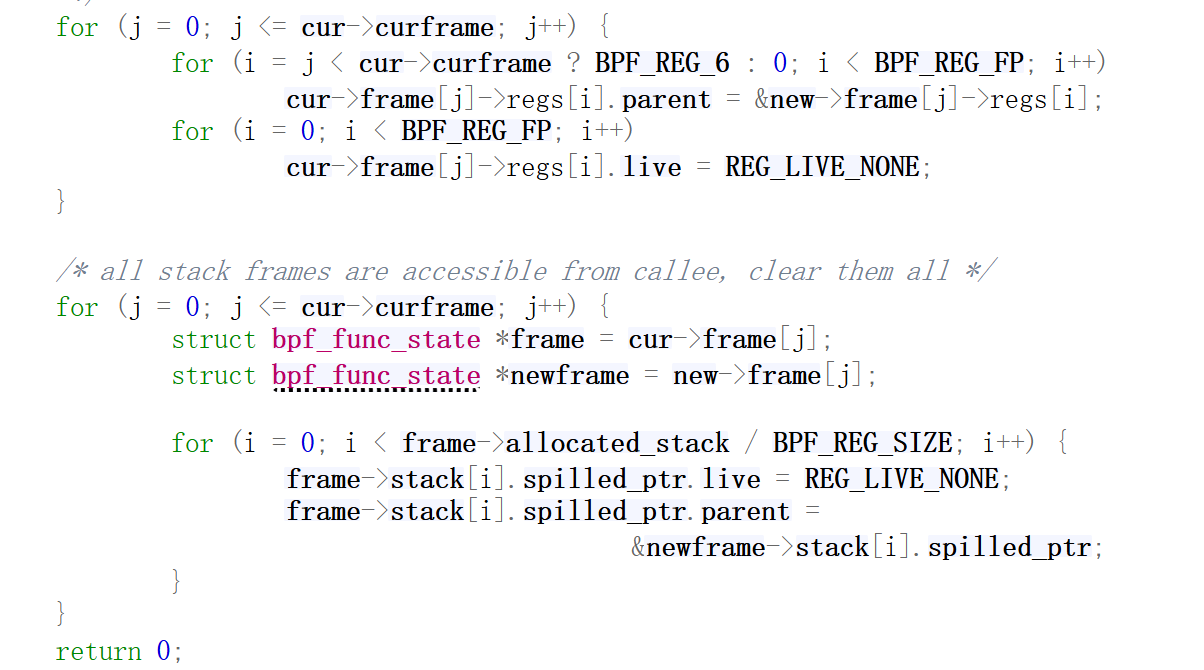 */
for (j = 0; j <= cur->curframe; j++) {
for (i = j < cur->curframe ? BPF_REG_6 : 0; i < BPF_REG_FP; i++)
cur->frame[j]->regs[i].parent = &new->frame[j]->regs[i];
for (i = 0; i < BPF_REG_FP; i++)
cur->frame[j]->regs[i].live = REG_LIVE_NONE;
}
/* all stack frames are accessible from callee, clear them all */
for (j = 0; j <= cur->curframe; j++) {
struct bpf_func_state *frame = cur->frame[j];
struct bpf_func_state *newframe = new->frame[j];
for (i = 0; i < frame->allocated_stack / BPF_REG_SIZE; i++) {
frame->stack[i].spilled_ptr.live = REG_LIVE_NONE;
frame->stack[i].spilled_ptr.parent =
&newframe->stack[i].spilled_ptr;
}
}
return 0;